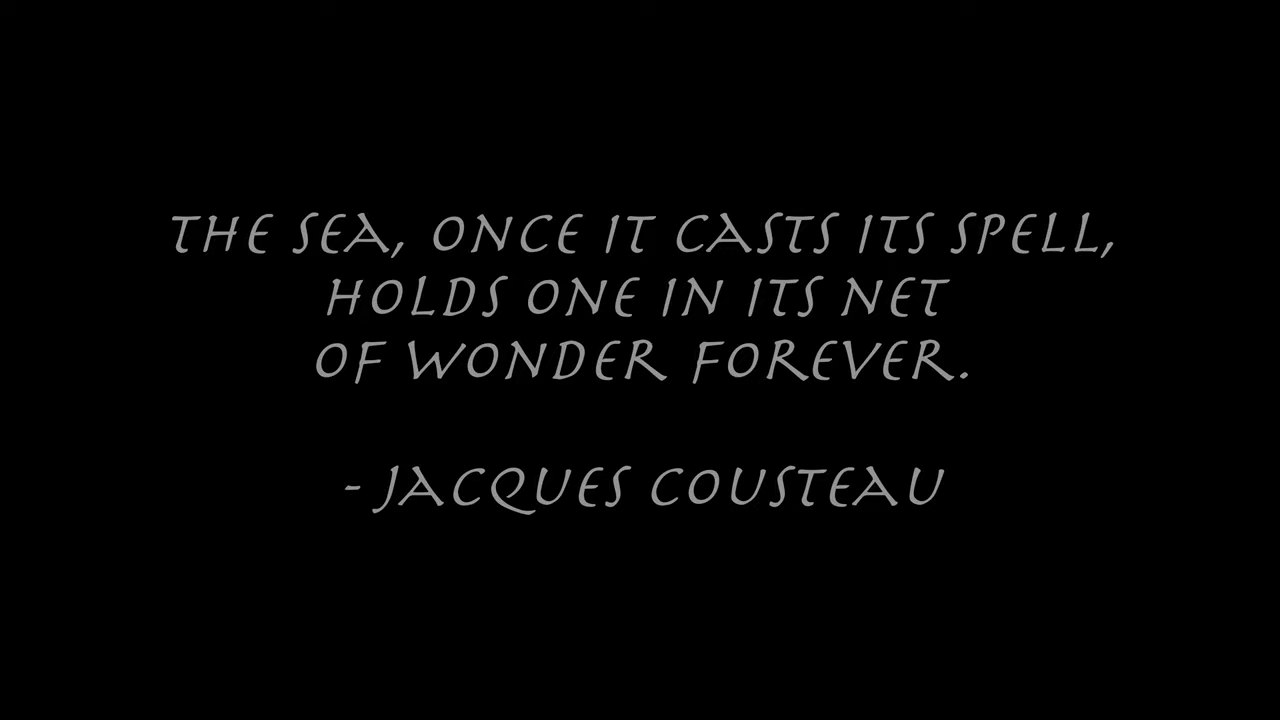 THE SEA, ONCE IT CASTS ITS SPELL,
HOLDS ONE IN ITS NET
OF WONDER FOREVER.
- JACQUES COUSTEAU